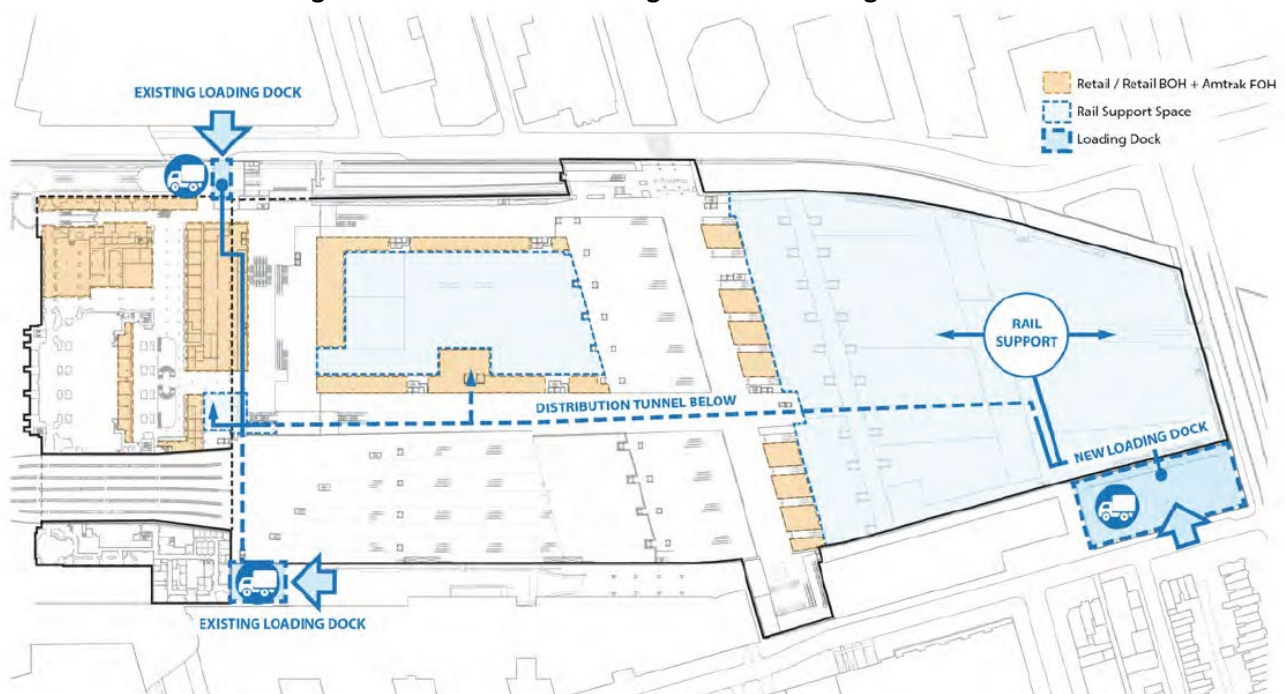 EXISTING LOADING DOCK
Retail / Retail BOH + Amtrak FOH
Rail Support Space
Loading Dock
RAIL
SUPPORT
DISTRIBUTION TUNNEL BELOW
NEW LOADING DOCK
EXISTING LOADING DOCK